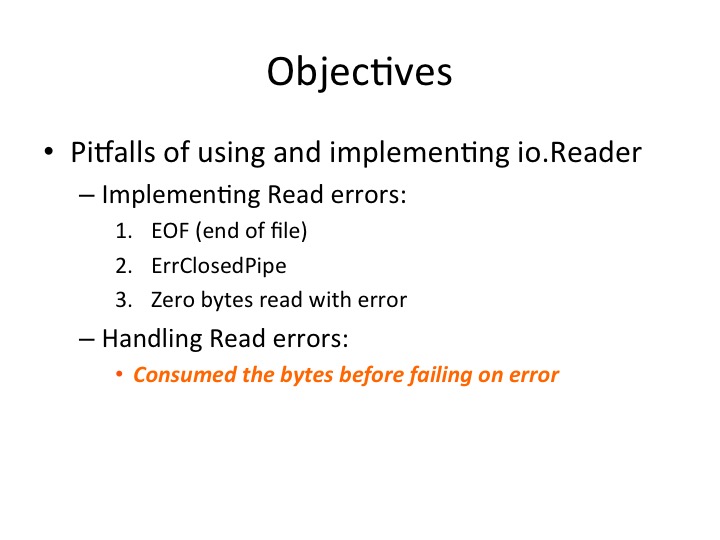 Objectives
• Pitfalls of using and implementing io.Reader
– Implementing Read errors:
1. EOF (end of file)
2. ErrClosedPipe
3. Zero bytes read with error
– Handling Read errors:
• Consumed the bytes before failing on error